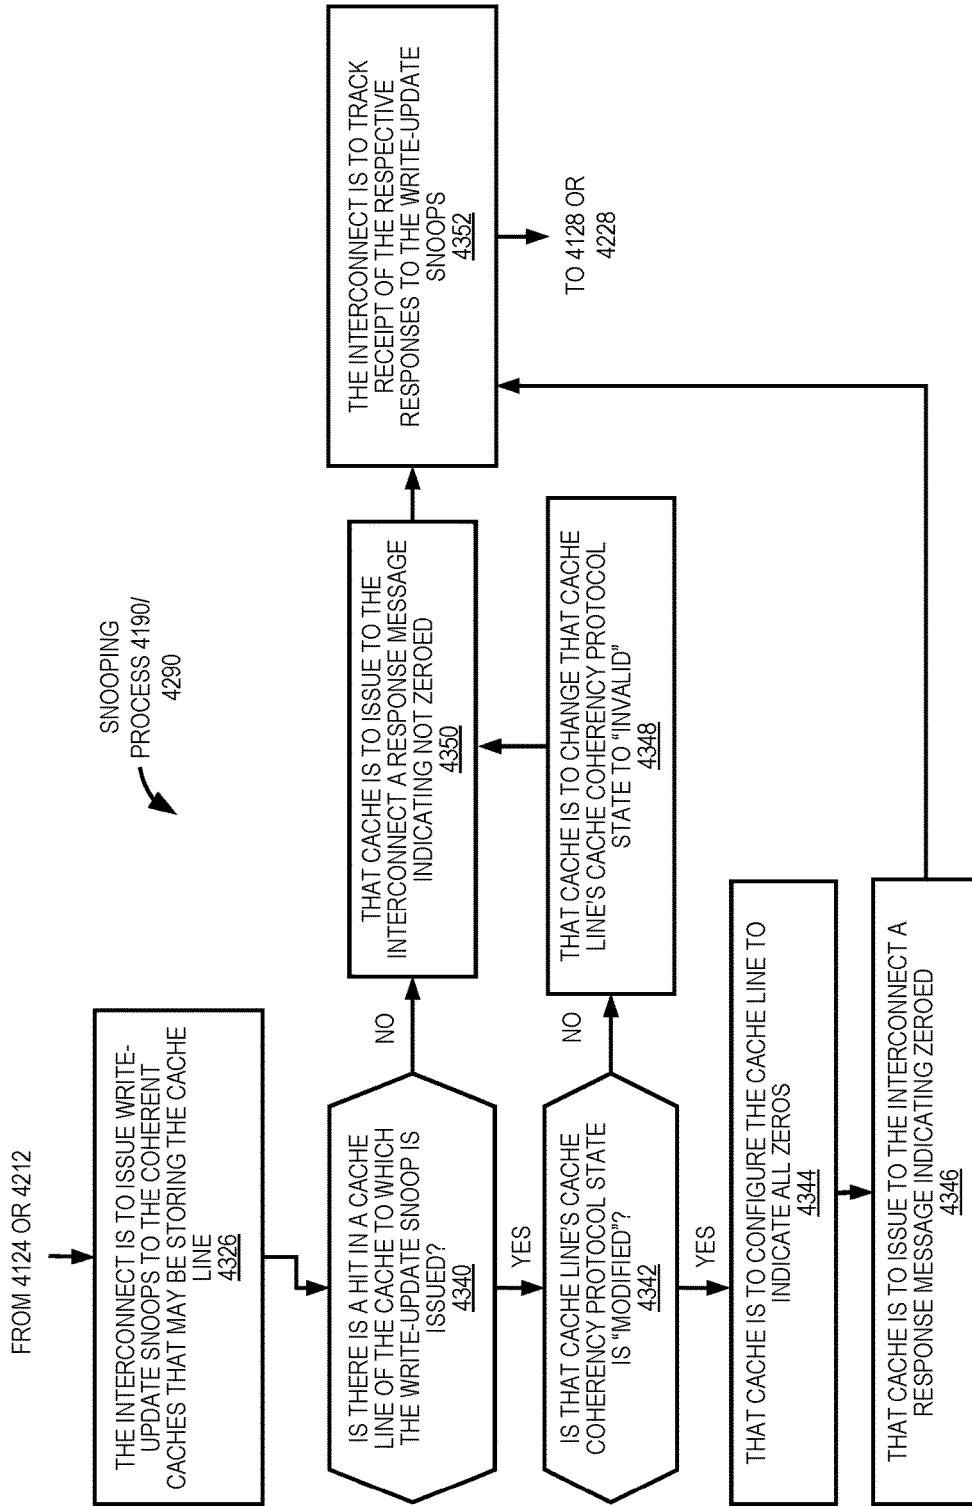 FROM 4124 OR 4212
THE INTERCONNECT IS TO ISSUE WRITE-
UPDATE SNOOPS TO THE COHERENT
CACHES THAT MAY BE STORING THE CACHE
LINE
4326
SNOOPING
PROCESS 4190/
4290
IS THERE IS A HIT IN A CACHE
LINE OF THE CACHE TO WHICH
THE WRITE-UPDATE SNOOP IS
ISSUED?
4340
NO
YES
THAT CACHE IS TO ISSUE TO THE
INTERCONNECT A RESPONSE MESSAGE
INDICATING NOT ZEROED
4350
THE INTERCONNECT IS TO TRACK
RECEIPT OF THE RESPECTIVE
RESPONSES TO THE WRITE-UPDATE
SNOOPS
4352
TO 4128 OR
4228
IS THAT CACHE LINE'S CACHE
COHERENCY PROTOCOL STATE
IS “MODIFIED”?
4342
NO
YES
THAT CACHE IS TO CHANGE THAT CACHE
LINE'S CACHE COHERENCY PROTOCOL
STATE TO “INVALID”
4348
THAT CACHE IS TO CONFIGURE THE CACHE LINE TO
INDICATE ALL ZEROS
4344
THAT CACHE IS TO ISSUE TO THE INTERCONNECT A
RESPONSE MESSAGE INDICATING ZEROED
4346